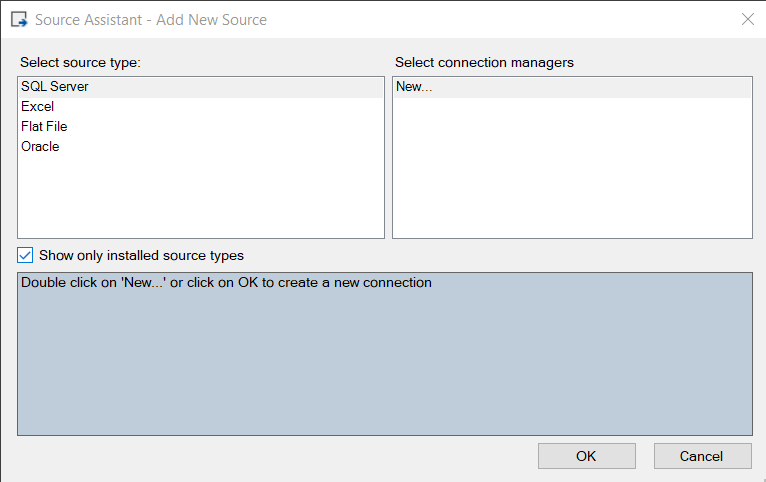 Source Assistant - Add New Source
Select source type:
SQL Server
Excel
Flat File
Oracle
Select connection managers
New...
Show only installed source types
Double click on 'New...' or click on OK to create a new connection
OK
Cancel